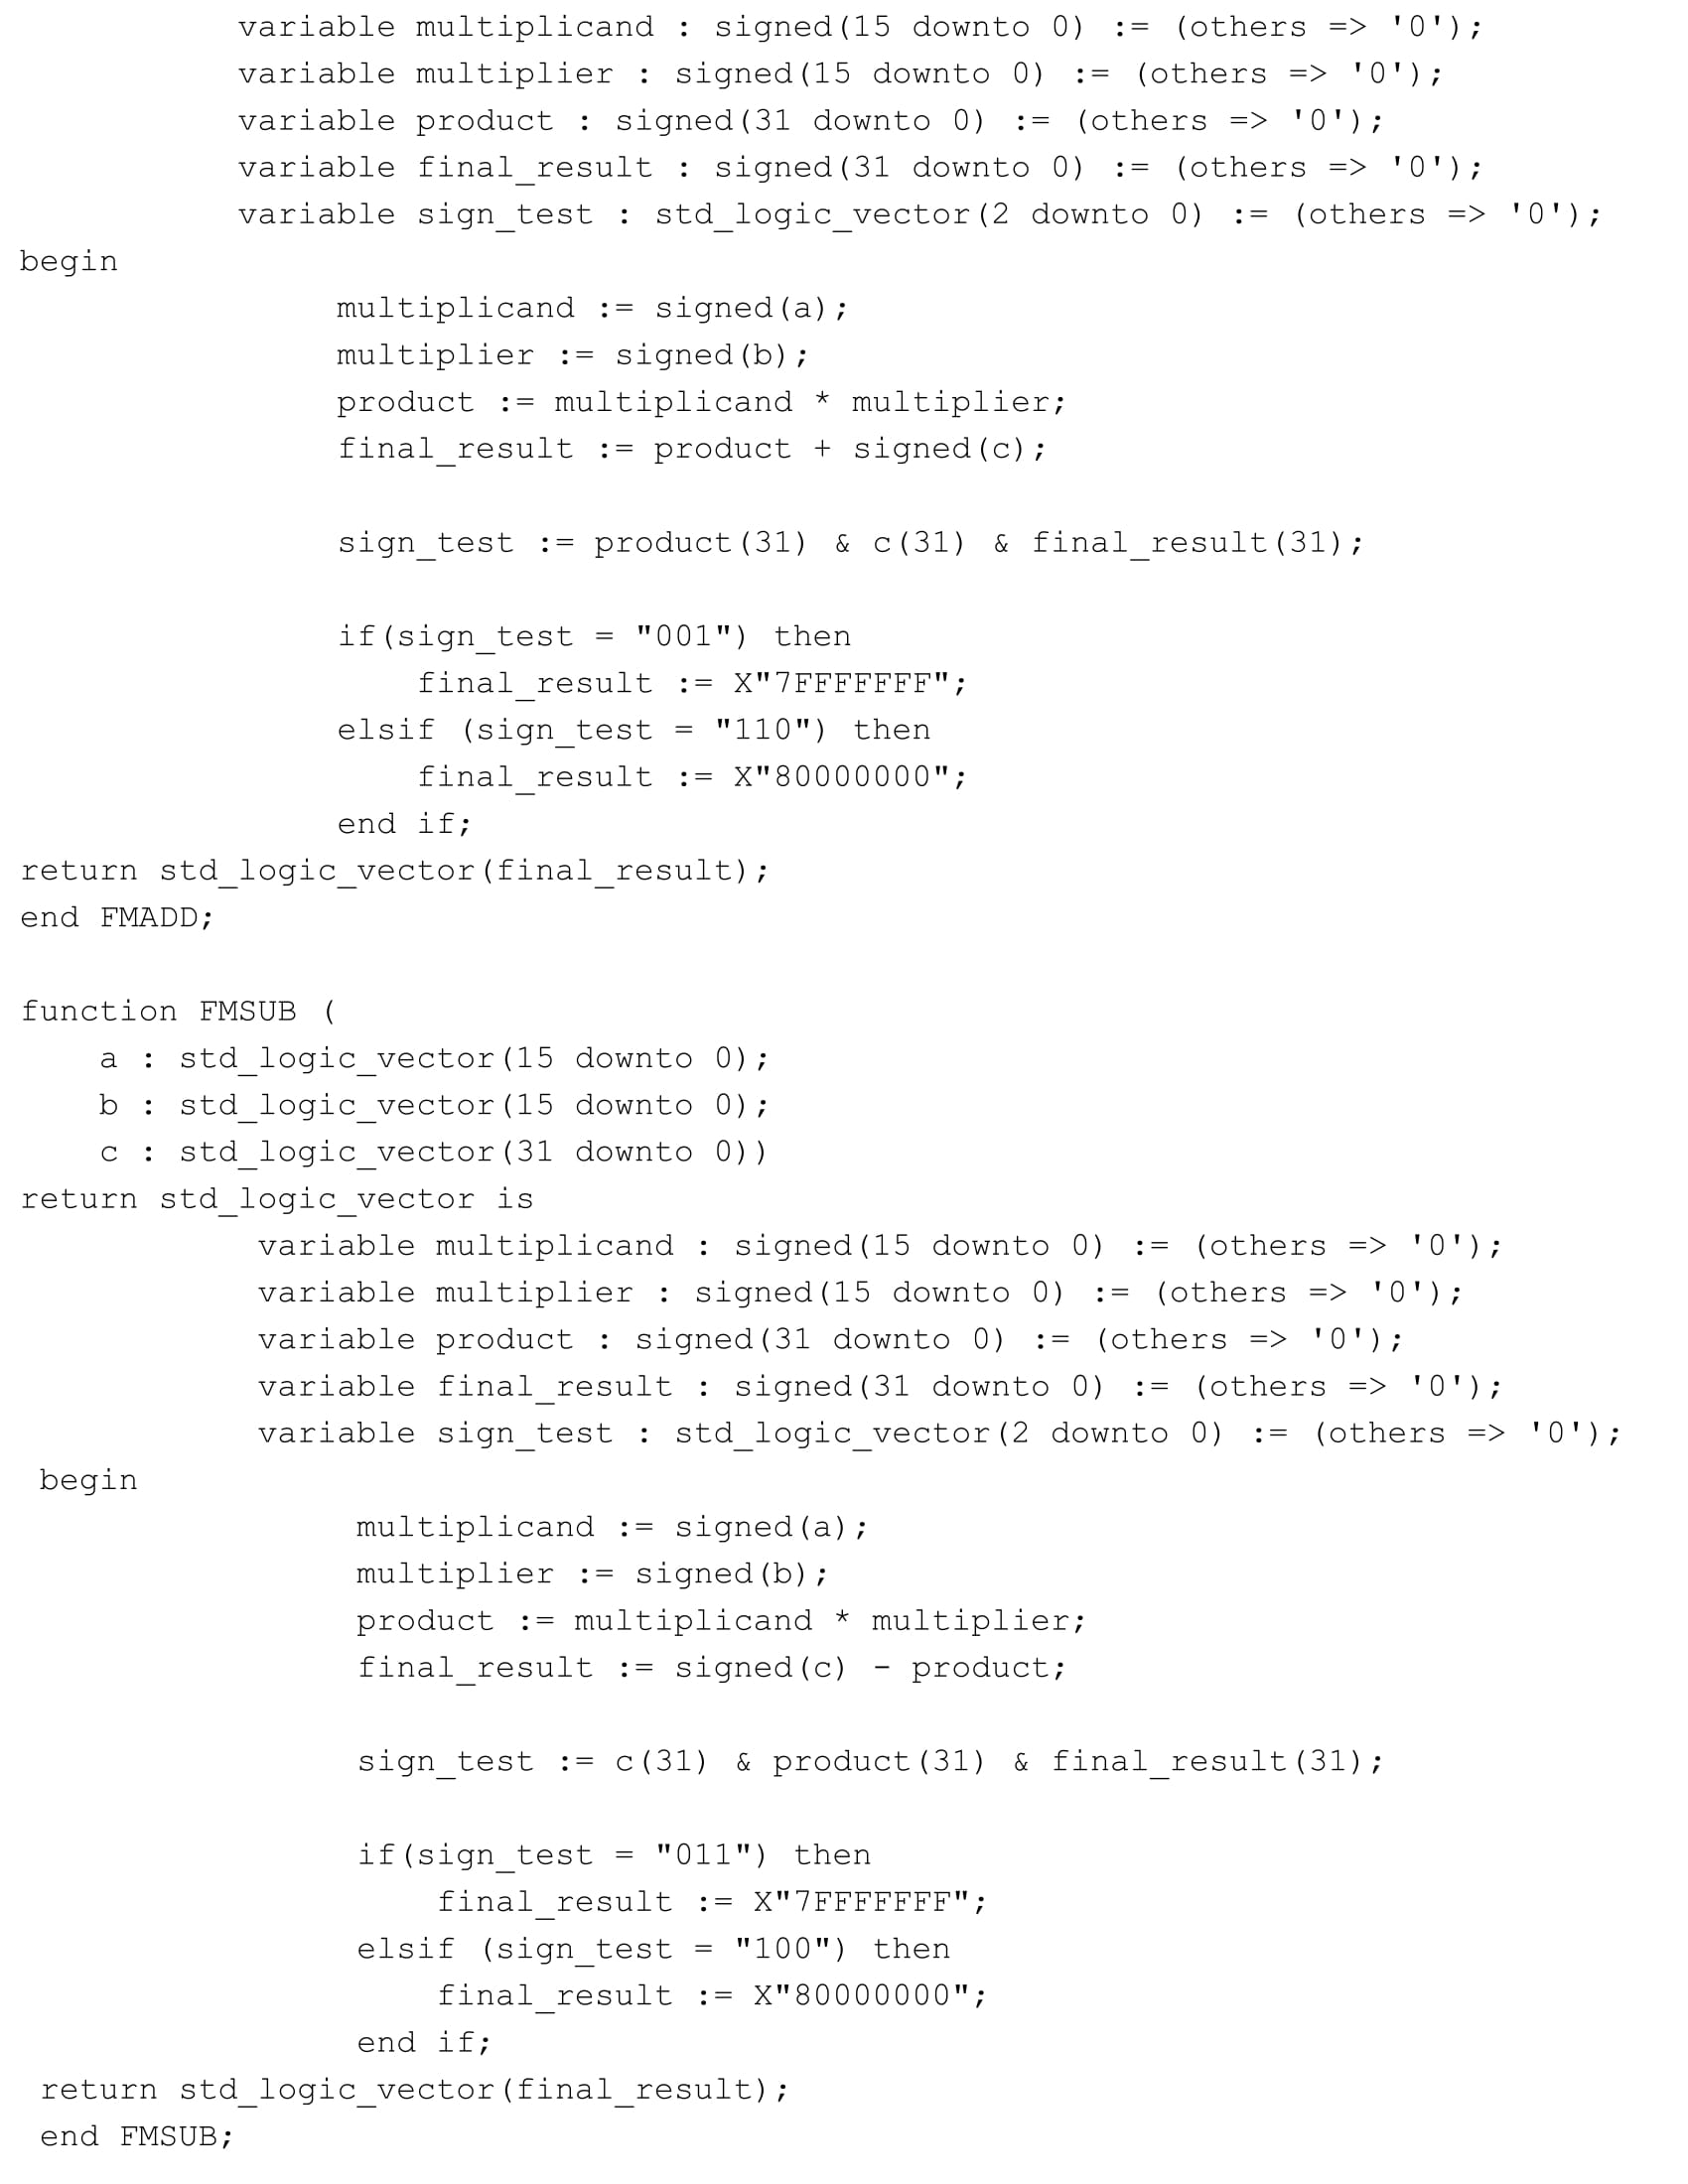 variable multiplicand : signed(15 downto 0) := (others => '0');
variable multiplier : signed(15 downto 0) := (others => '0');
variable product : signed(31 downto 0) := (others => '0');
variable final_result : signed(31 downto 0) := (others => '0');
variable sign_test : std_logic_vector(2 downto 0) := (others => '0');
begin
multiplicand := signed(a);
multiplier := signed(b);
product := multiplicand * multiplier;
final_result := product + signed(c);
sign_test := product(31) & c(31) & final_result(31);
if(sign_test = "001") then
final_result := X"7FFFFFFF";
elsif (sign_test = "110") then
final_result := X"80000000";
end if;
return std_logic_vector(final_result);
end FMADD;
function FMSUB (
a : std_logic_vector(15 downto 0);
b : std_logic_vector(15 downto 0);
c : std_logic_vector(31 downto 0))
return std_logic_vector is
variable multiplicand : signed(15 downto 0) := (others => '0');
variable multiplier : signed(15 downto 0) := (others => '0');
variable product : signed(31 downto 0) := (others => '0');
variable final_result : signed(31 downto 0) := (others => '0');
variable sign_test : std_logic_vector(2 downto 0) := (others => '0');
begin
multiplicand := signed(a);
multiplier := signed(b);
product := multiplicand * multiplier;
final_result := signed(c) - product;
sign_test := c(31) & product(31) & final_result(31);
if(sign_test = "011") then
final_result := X"7FFFFFFF";
elsif (sign_test = "100") then
final_result := X"80000000";
end if;
return std_logic_vector(final_result);
end FMSUB;